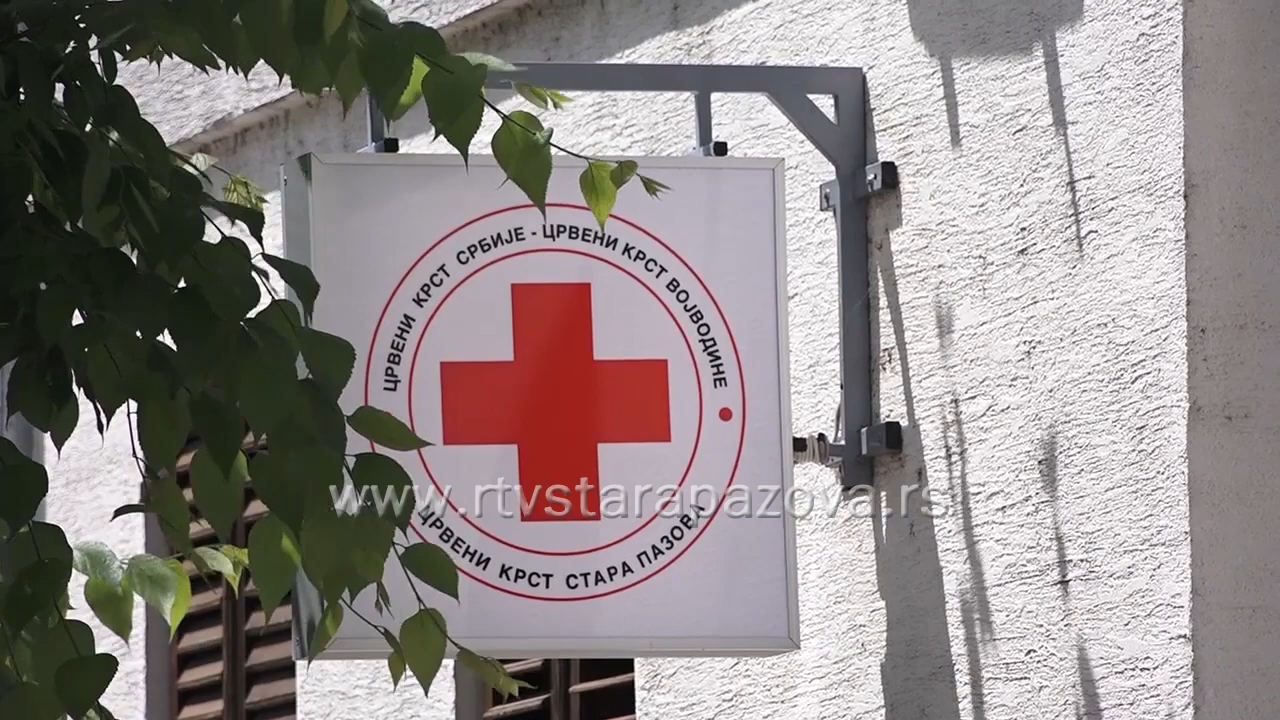 ЦРВЕНИ КРСТ СРБИЈЕ - ЦРВЕНИ КРСТ ВОЈВОДИНЕ
ЦРВЕНИ КРСТ СТАРА ПАЗОВА
www.rtvstarapazova.rs